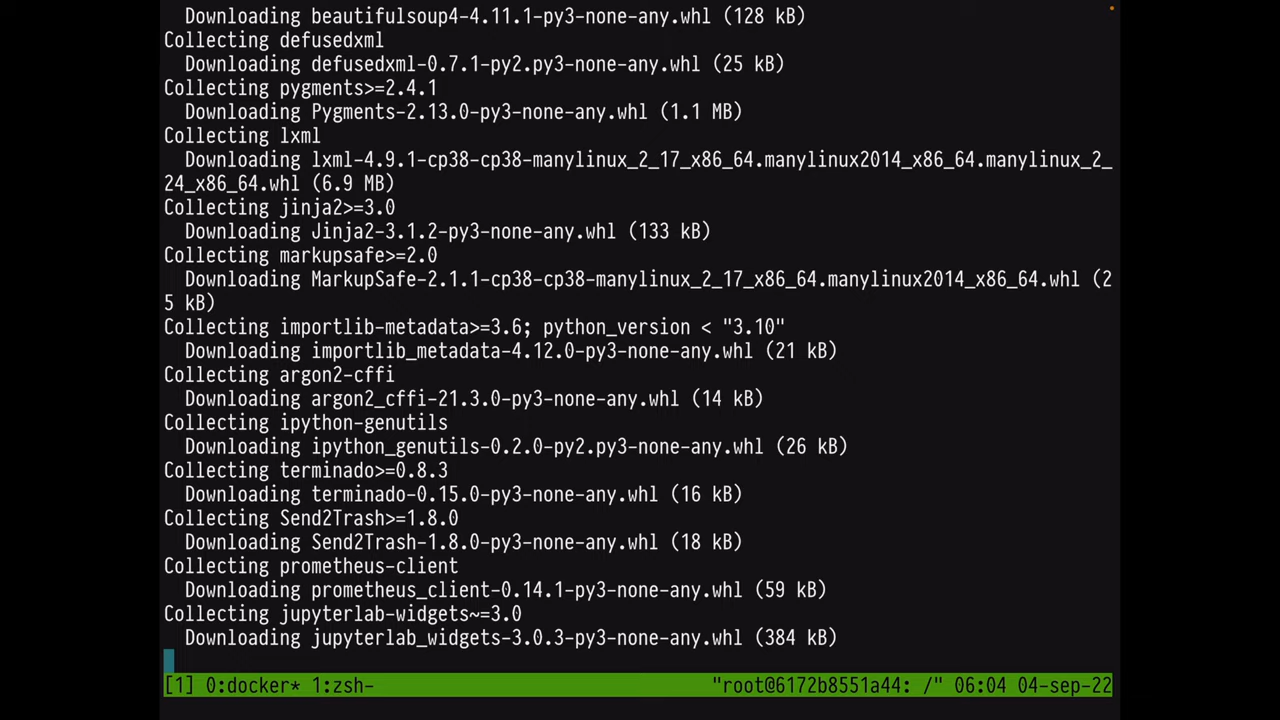 Downloading beautifulsoup4-4.11.1-py3-none-any.whl (128 kB)
Collecting defusedxml
Downloading defusedxml-0.7.1-py2.py3-none-any.whl (25 kB)
Collecting pygments>=2.4.1
Downloading Pygments-2.13.0-py3-none-any.whl (1.1 MB)
Collecting lxml
Downloading lxml-4.9.1-cp38-cp38-manylinux_2_17_x86_64.manylinux2014_x86_64.manylinux_2_
24_x86_64.whl (6.9 MB)
Collecting jinja2>=3.0
Downloading Jinja2-3.1.2-py3-none-any.whl (133 kB)
Collecting markupsafe>=2.0
Downloading MarkupSafe-2.1.1-cp38-cp38-manylinux_2_17_x86_64.manylinux2014_x86_64.whl (2
5 kB)
Collecting importlib-metadata>=3.6; python_version < "3.10"
Downloading importlib_metadata-4.12.0-py3-none-any.whl (21 kB)
Collecting argon2-cffi
Downloading argon2_cffi-21.3.0-py3-none-any.whl (14 kB)
Collecting ipython-genutils
Downloading ipython_genutils-0.2.0-py2.py3-none-any.whl (26 kB)
Collecting terminado>=0.8.3
Downloading terminado-0.15.0-py3-none-any.whl (16 kB)
Collecting Send2Trash>=1.8.0
Downloading Send2Trash-1.8.0-py3-none-any.whl (18 kB)
Collecting prometheus-client
Downloading prometheus_client-0.14.1-py3-none-any.whl (59 kB)
Collecting jupyterlab-widgets~=3.0
Downloading jupyterlab_widgets-3.0.3-py3-none-any.whl (384 kB)
[1] 0:docker* 1:zsh- "root@6172b8551a44: /" 06:04 04-sep-22